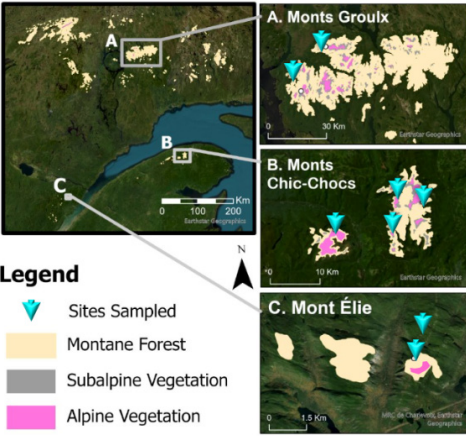 A
B
C
Km
0 100 200
N
A. Monts Groulx
0 30 Km
Earthstar Geographics
B. Monts
Chic-Chocs
0 10 Km
Earthstar
Geographics
C. Mont Élie
0 1.5 Km
MRC de Charlevoix, Earthstar
Geographics
Legend
Sites Sampled
Montane Forest
Subalpine Vegetation
Alpine Vegetation